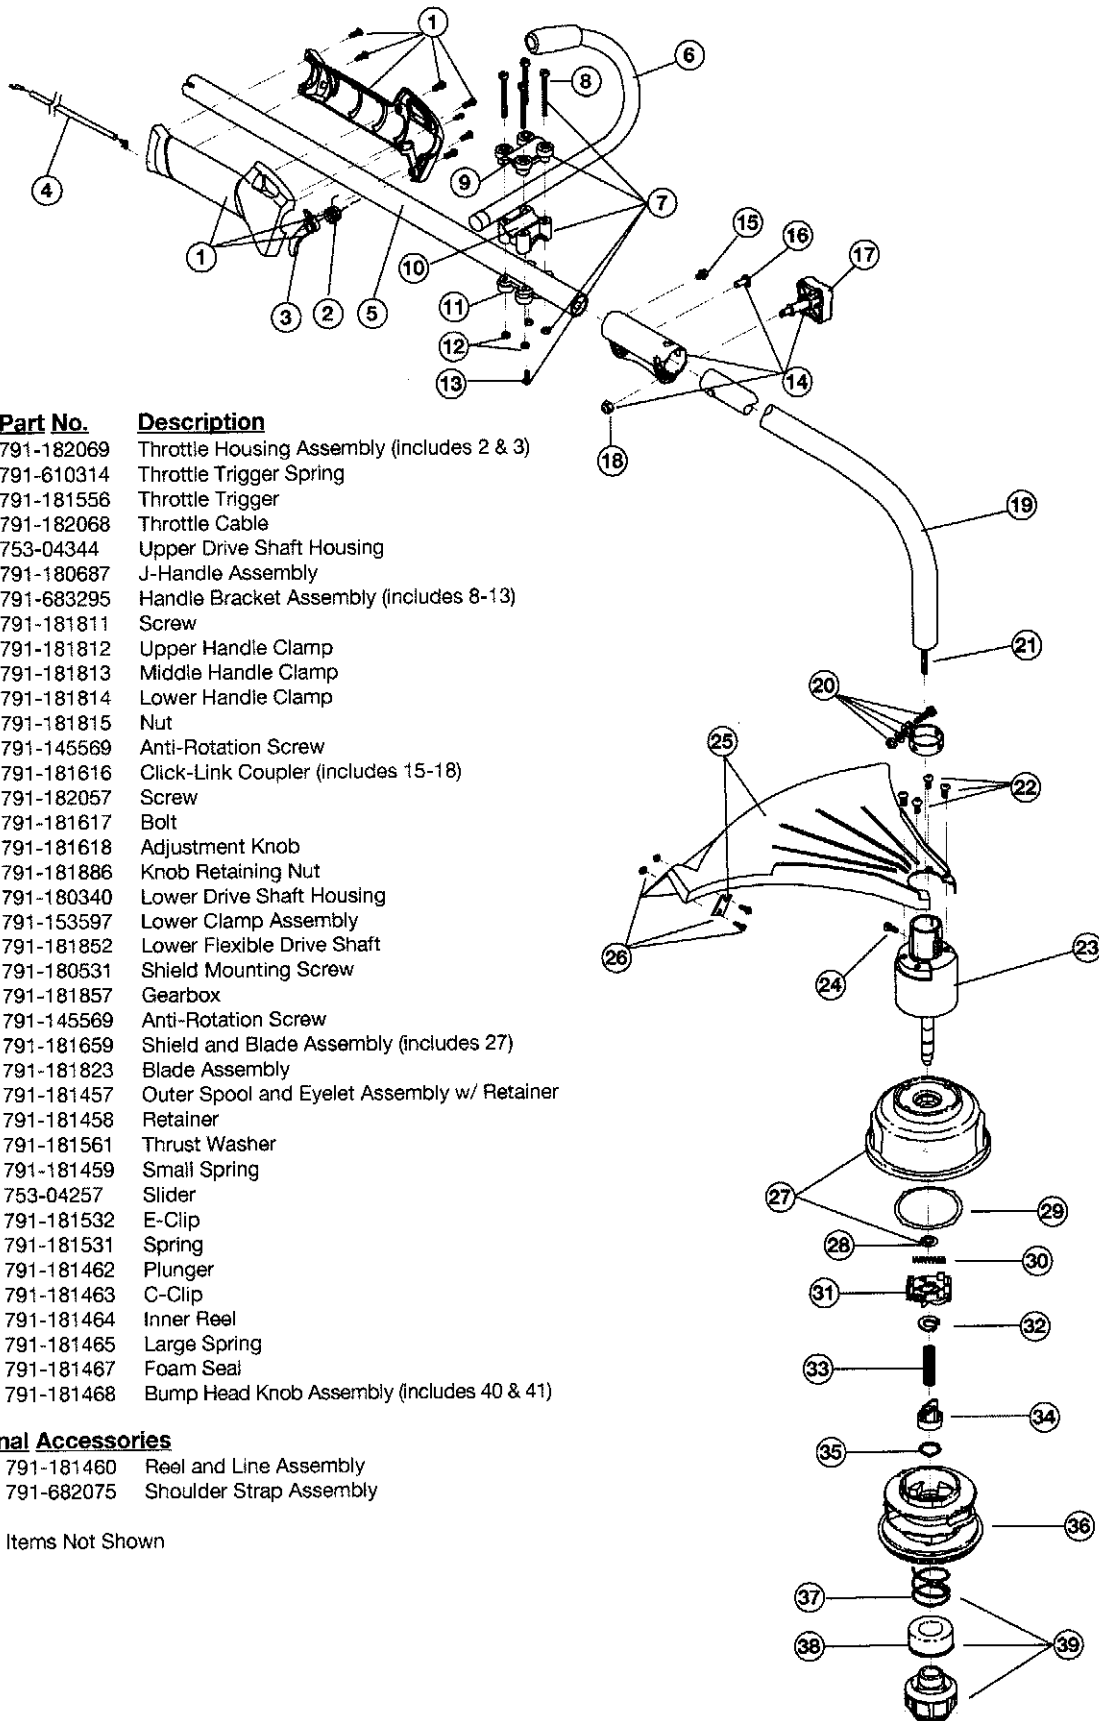 1
6
8
4
9
7
10
15
16
17
1
3
2
5
11
12
13
14
18
Part No. Description
791-182069 Throttle Housing Assembly (includes 2 & 3)
791-610314 Throttle Trigger Spring
791-181556 Throttle Trigger
791-182068 Throttle Cable
753-04344 Upper Drive Shaft Housing
791-180687 J-Handle Assembly
791-683295 Handle Bracket Assembly (includes 8-13)
791-181811 Screw
791-181812 Upper Handle Clamp
791-181813 Middle Handle Clamp
791-181814 Lower Handle Clamp
791-181815 Nut
791-145569 Anti-Rotation Screw
791-181616 Click-Link Coupler (includes 15-18)
791-182057 Screw
791-181617 Bolt
791-181618 Adjustment Knob
791-181886 Knob Retaining Nut
791-180340 Lower Drive Shaft Housing
791-153597 Lower Clamp Assembly
791-181852 Lower Flexible Drive Shaft
791-180531 Shield Mounting Screw
791-181857 Gearbox
791-145569 Anti-Rotation Screw
791-181659 Shield and Blade Assembly (includes 27)
791-181823 Blade Assembly
791-181457 Outer Spool and Eyelet Assembly w/ Retainer
791-181458 Retainer
791-181561 Thrust Washer
791-181459 Small Spring
753-04257 Slider
791-181532 E-Clip
791-181531 Spring
791-181462 Plunger
791-181463 C-Clip
791-181464 Inner Reel
791-181465 Large Spring
791-181467 Foam Seal
791-181468 Bump Head Knob Assembly (includes 40 & 41)
nal Accessories
791-181460 Reel and Line Assembly
791-682075 Shoulder Strap Assembly
Items Not Shown
19
21
20
25
22
26
24
23
27
29
28
30
31
32
33
34
35
36
37
38
39